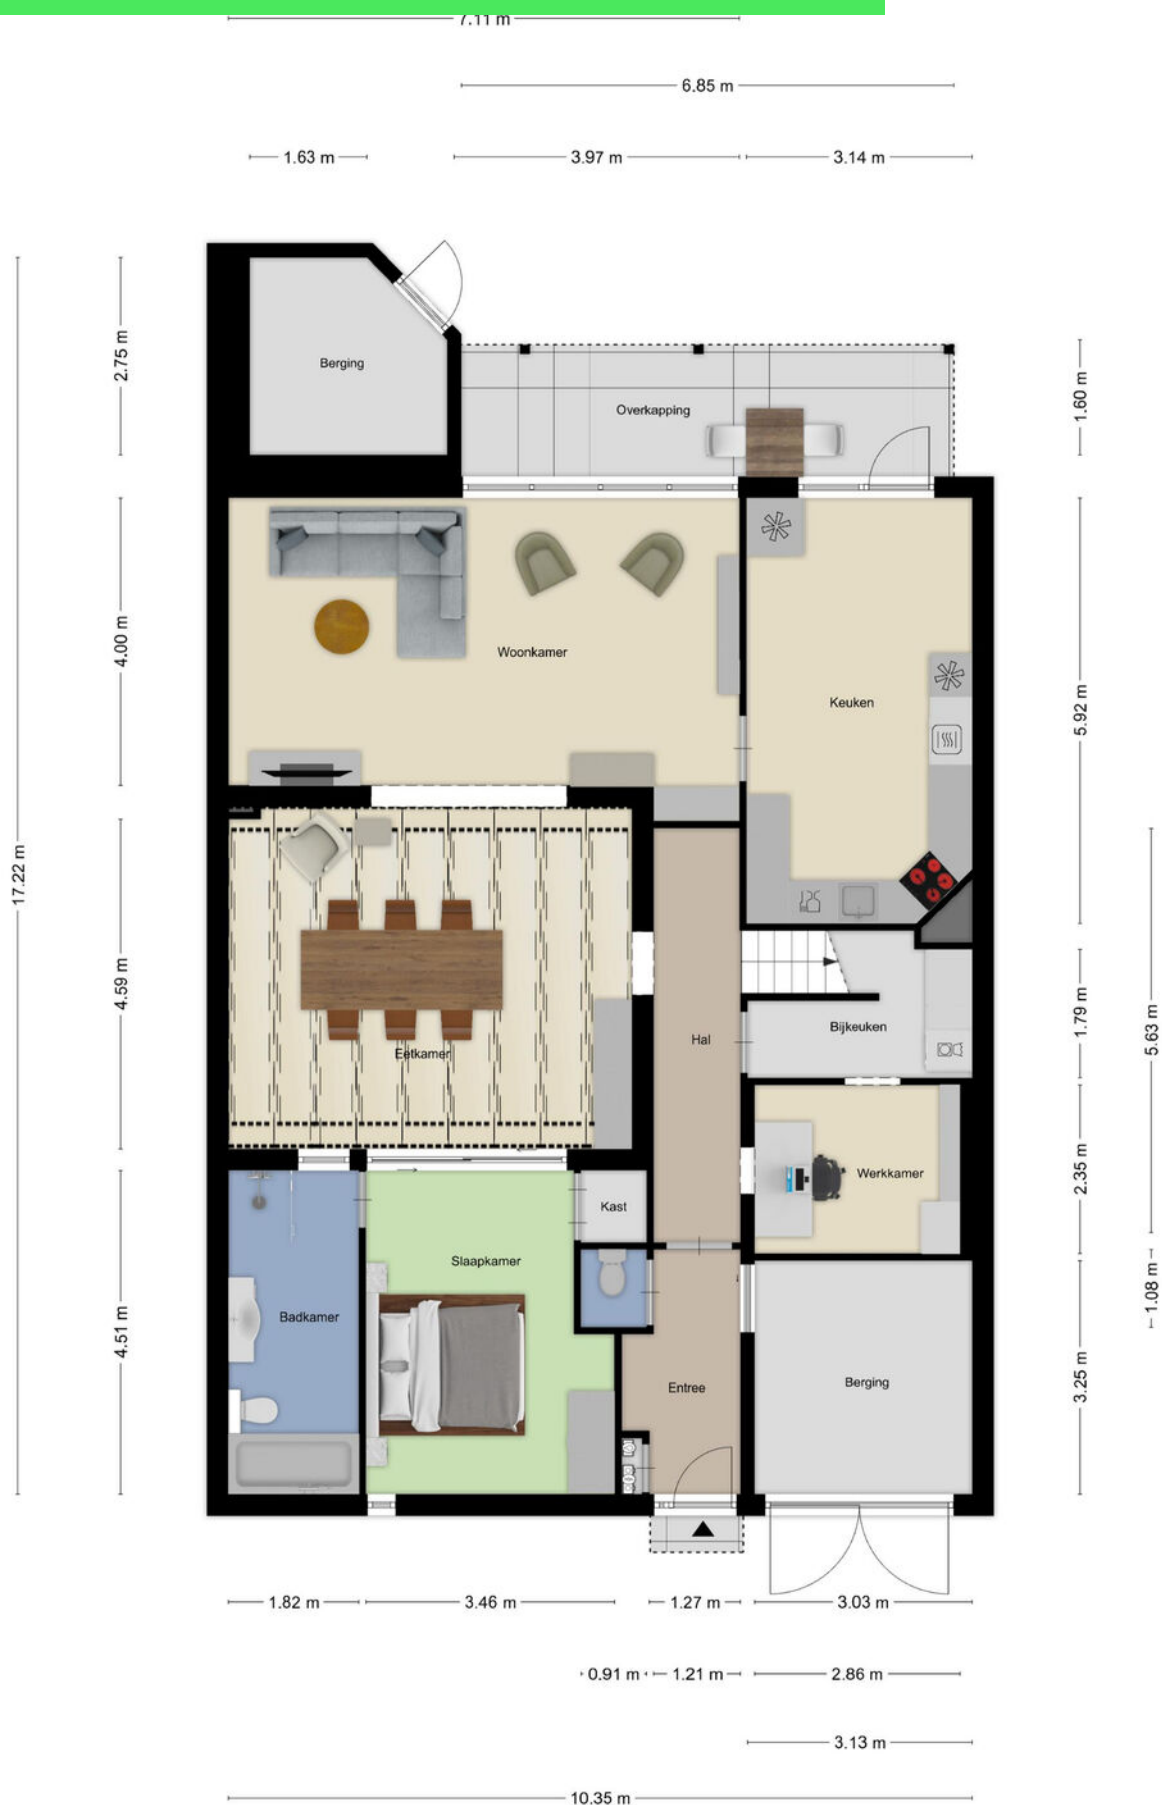 7.11 m
6.85 m
1.63 m
3.97 m
3.14 m
2.75 m
Berging
Overkapping
1.60 m
4.00 m
Woonkamer
Keuken
5.92 m
17.22 m
4.59 m
Eetkamer
Hal
Bijkeuken
1.79 m
5.63 m
Werkkamer
2.35 m
Kast
Slaapkamer
Badkamer
4.51 m
1.08 m
Entree
Berging
3.25 m
1.82 m
3.46 m
1.27 m
3.03 m
0.91 m
1.21 m
2.86 m
3.13 m
10.35 m